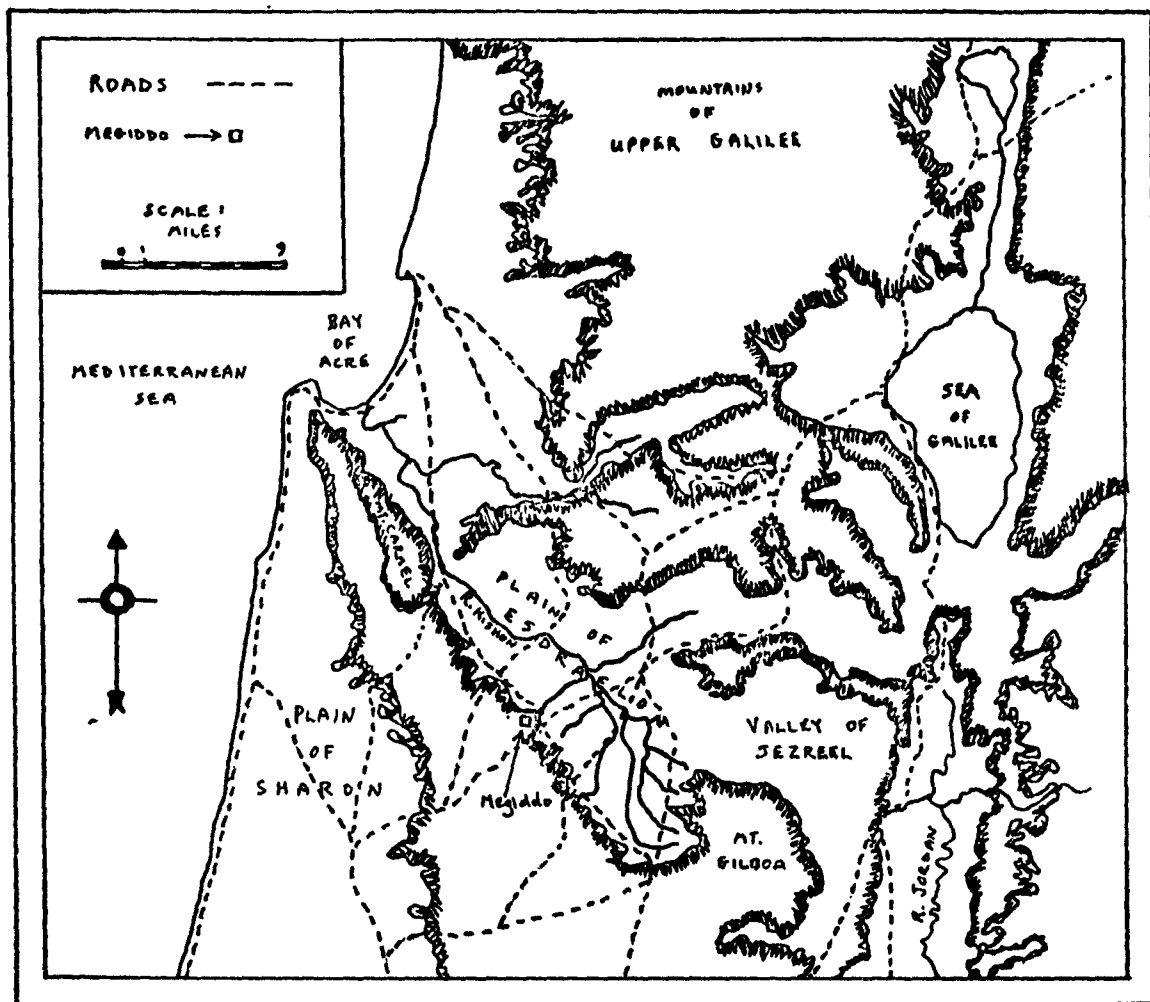 ROADS
MEGIDDO
SCALE:
MILES
0 1 9
MOUNTAINS
OF
UPPER GALILEE
BAY
OF
ACRE
MEDITERRANEAN
SEA
SEA
OF
GALILEE
CARMEL
R. KISHON
PLAIN
OF
ESDRAELON
PLAIN
OF
SHARON
Megiddo
VALLEY OF
JEZREEL
MT.
GILBOA
R. JORDAN